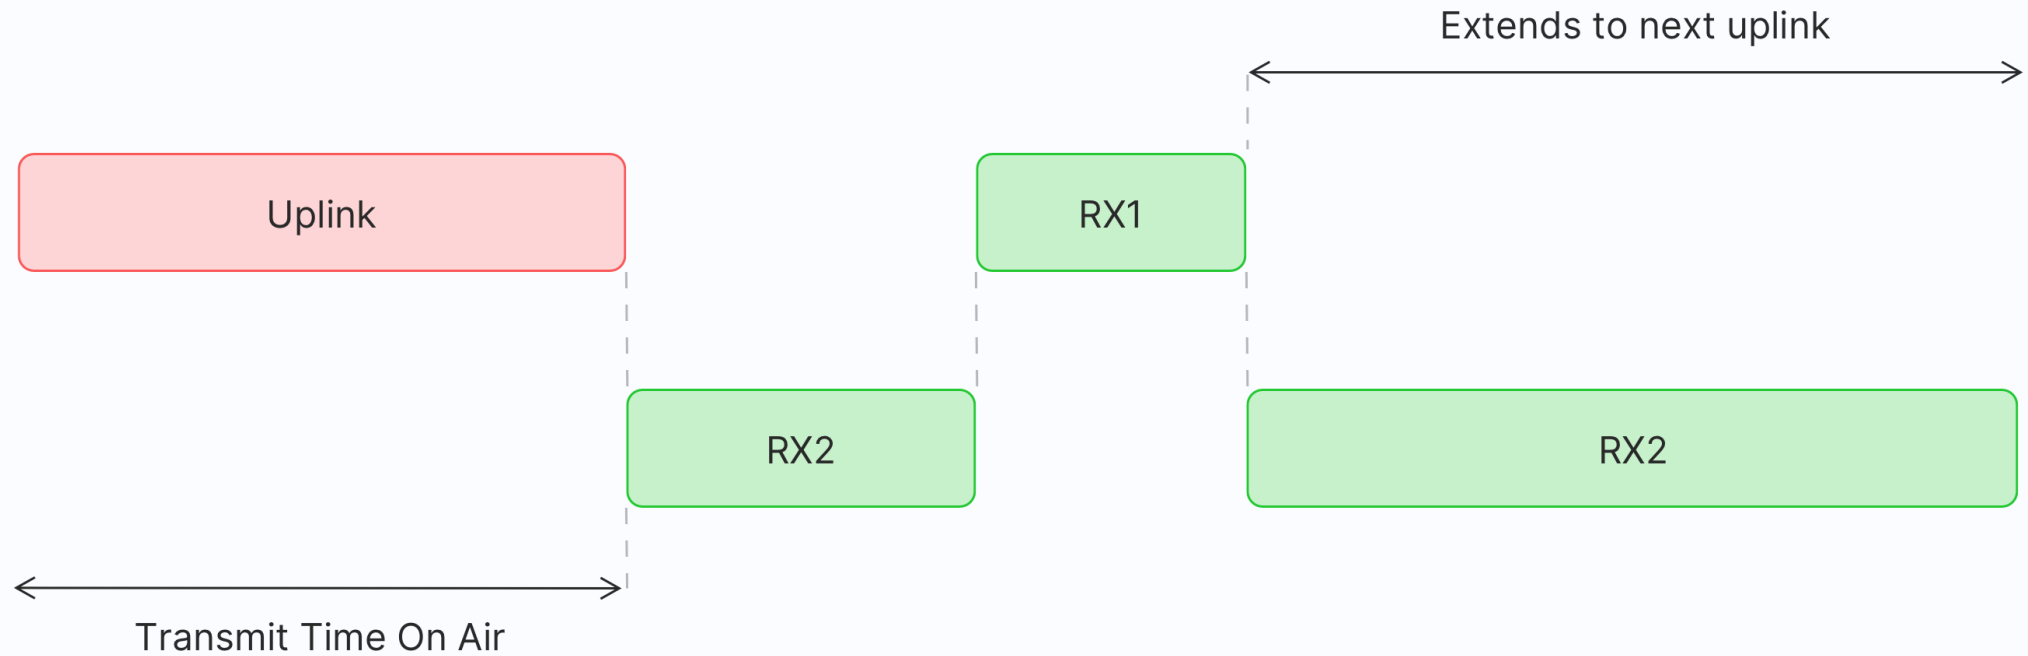 Extends to next uplink
Uplink
RX1
RX2
RX2
Transmit Time On Air